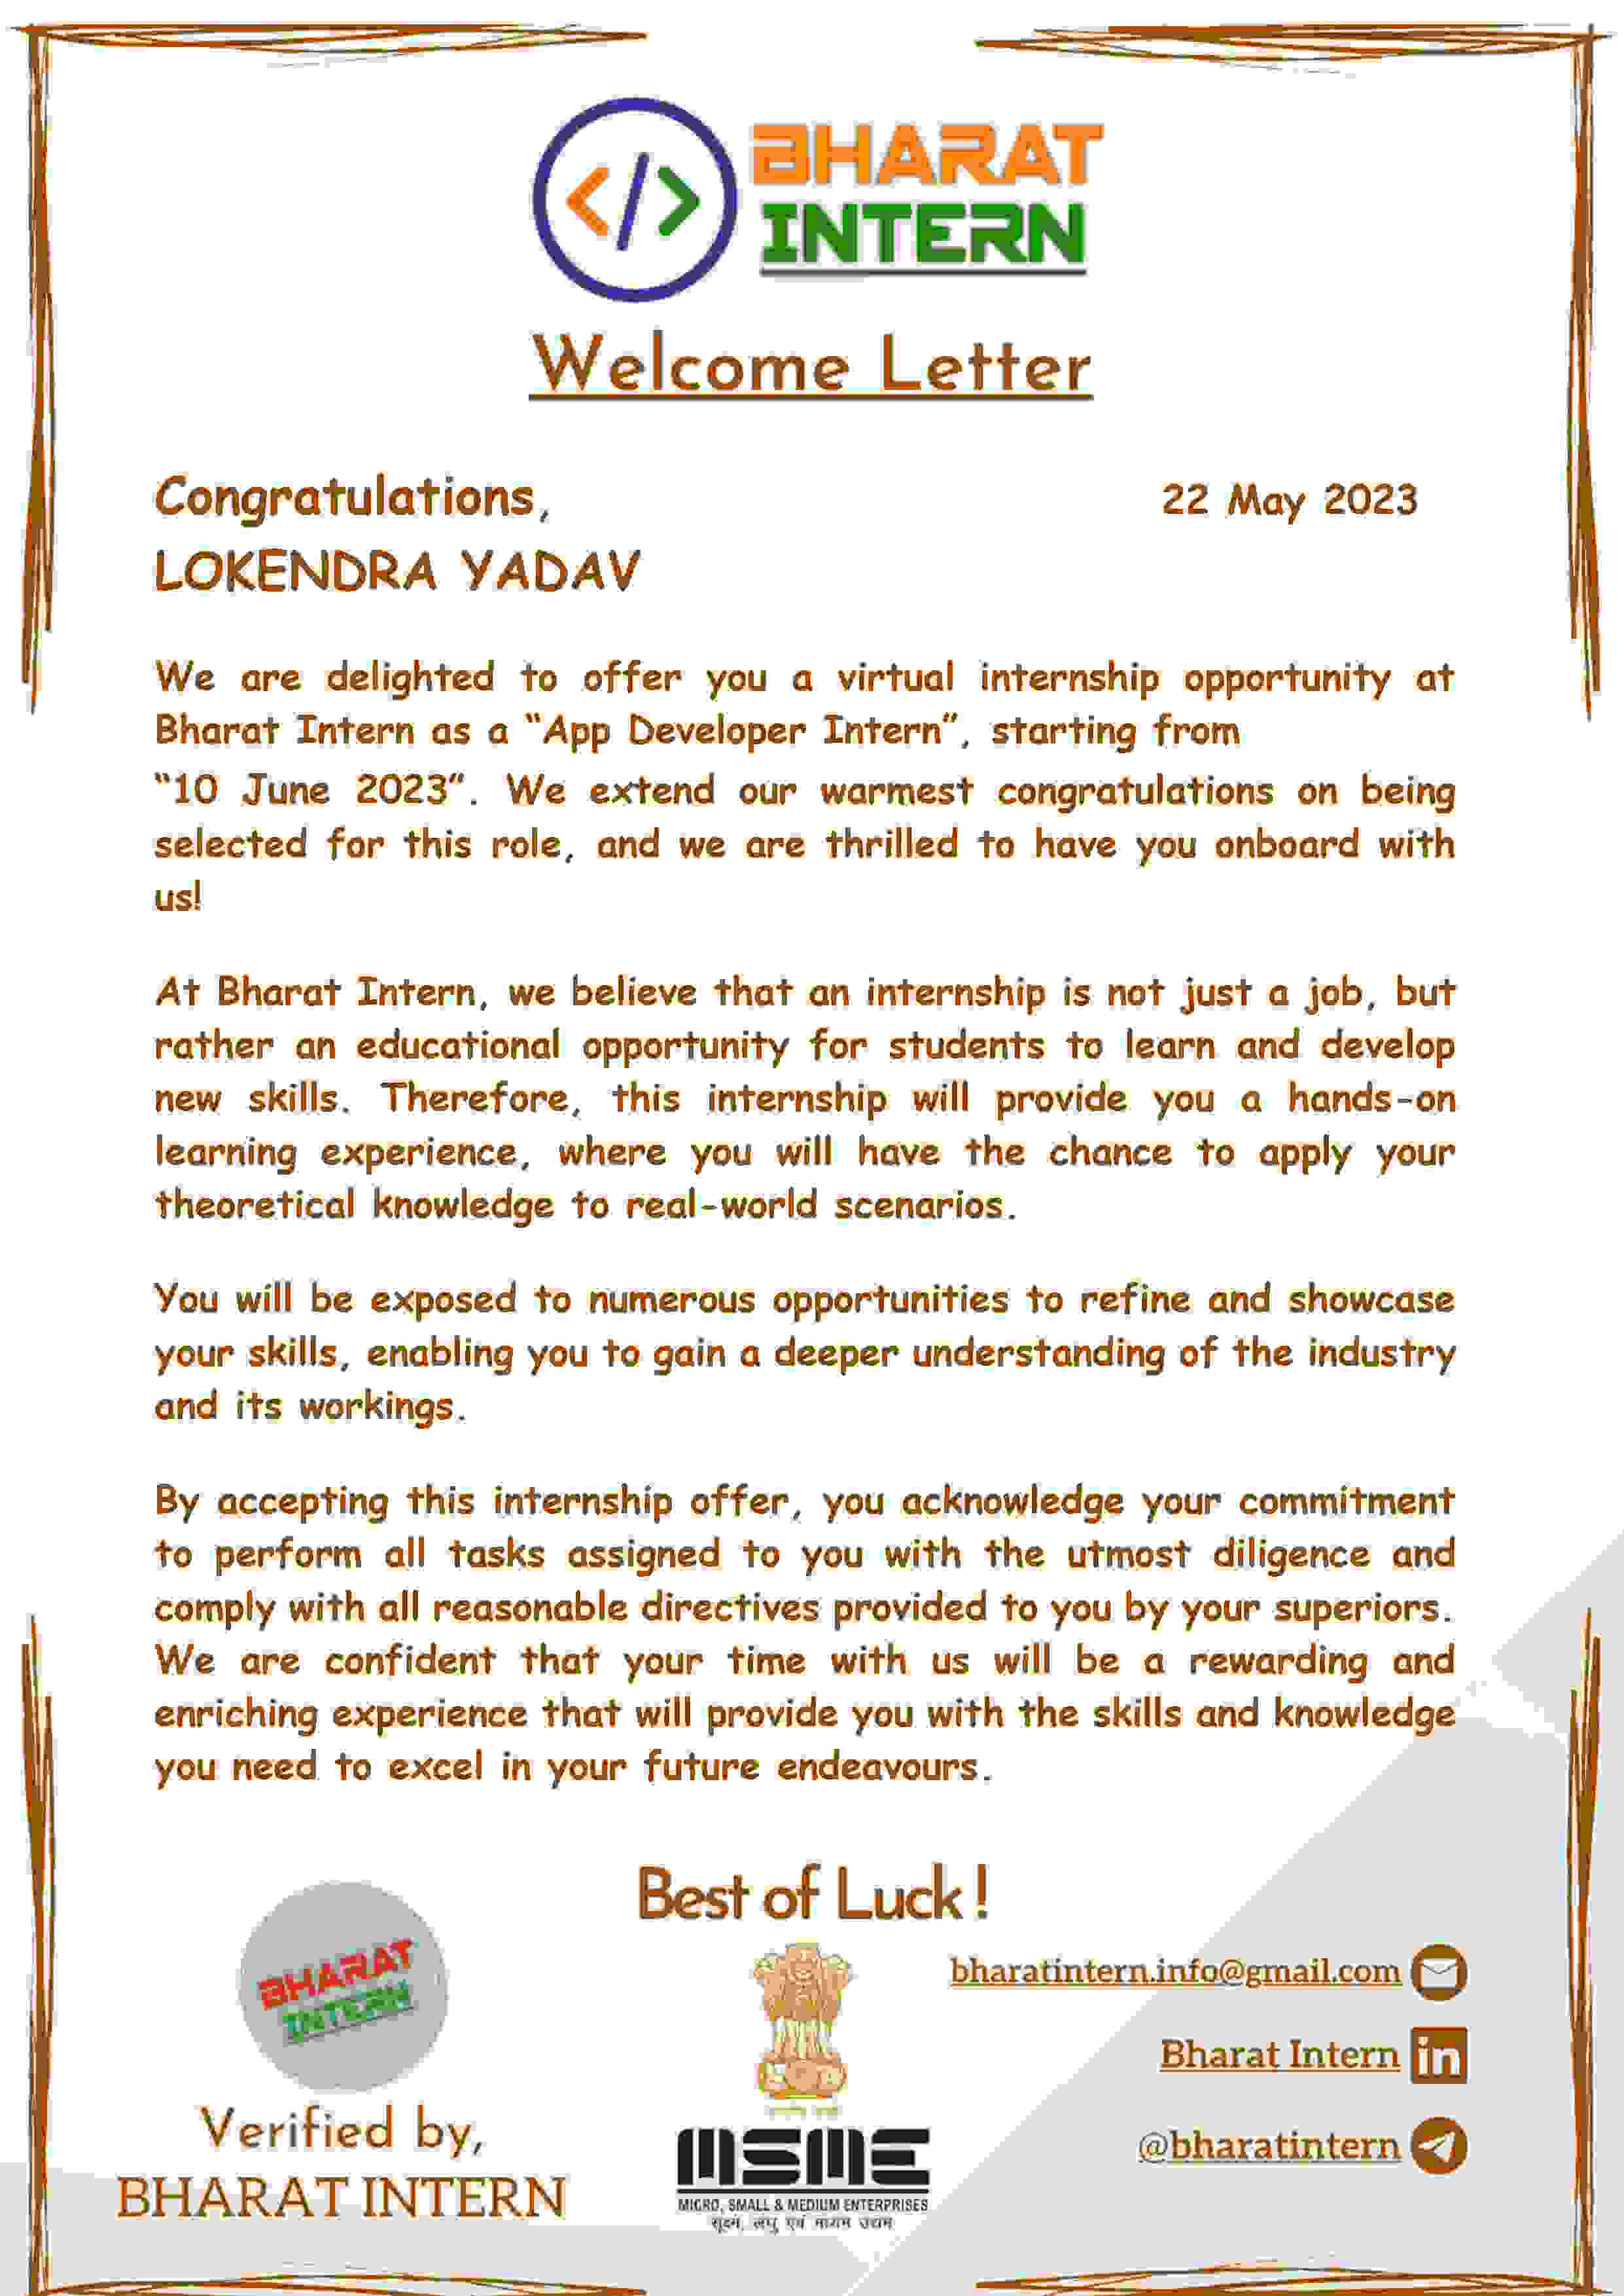 BHARAT
INTERN
Welcome Letter
Congratulations,
22 May 2023
LOKENDRA YADAV
We are delighted to offer you a virtual internship opportunity at
Bharat Intern as a “App Developer Intern”, starting from
“10 June 2023”. We extend our warmest congratulations on being
selected for this role, and we are thrilled to have you onboard with
us!
At Bharat Intern, we believe that an internship is not just a job, but
rather an educational opportunity for students to learn and develop
new skills. Therefore, this internship will provide you a hands-on
learning experience, where you will have the chance to apply your
theoretical knowledge to real-world scenarios.
You will be exposed to numerous opportunities to refine and showcase
your skills, enabling you to gain a deeper understanding of the industry
and its workings.
By accepting this internship offer, you acknowledge your commitment
to perform all tasks assigned to you with the utmost diligence and
comply with all reasonable directives provided to you by your superiors.
We are confident that your time with us will be a rewarding and
enriching experience that will provide you with the skills and knowledge
you need to excel in your future endeavours.
Best of Luck!
BHARAT
INTERN
Verified by,
BHARAT INTERN
MSME
MICRO, SMALL & MEDIUM ENTERPRISES
सूक्ष्म, लघु एवं मध्यम उद्यम
bharatintern.info@gmail.com
Bharat Intern in
@bharatintern